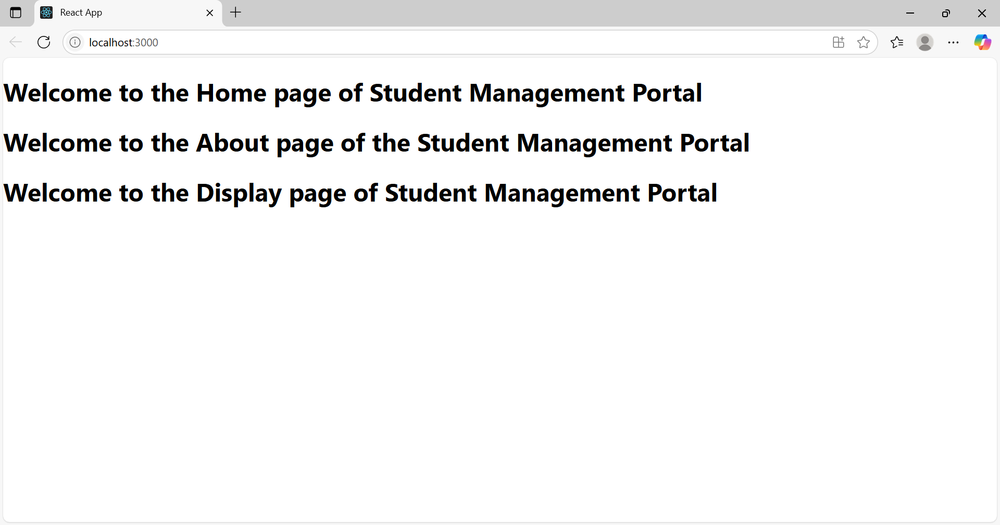 React App
localhost:3000
Welcome to the Home page of Student Management Portal
Welcome to the About page of the Student Management Portal
Welcome to the Display page of Student Management Portal